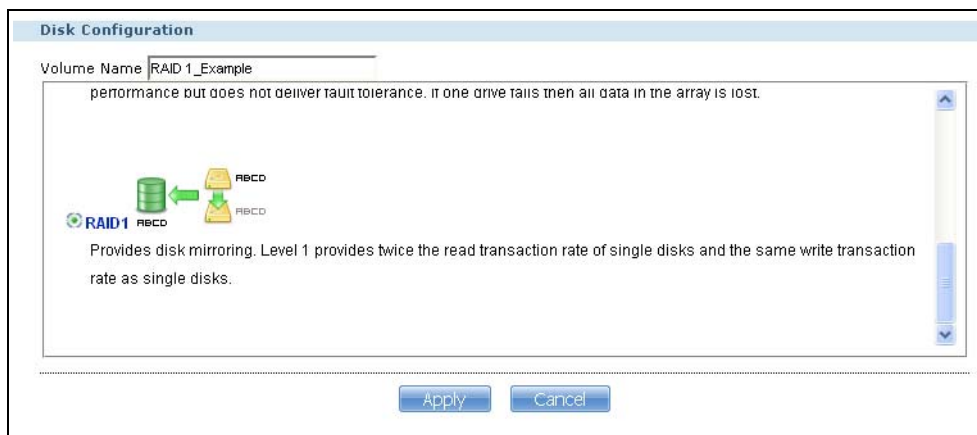 Disk Configuration
Volume Name RAID 1_Example
performance but does not deliver fault tolerance. If one drive fails then all data in the array is lost.
ABCD
ABCD
RAID1 ABCD
Provides disk mirroring. Level 1 provides twice the read transaction rate of single disks and the same write transaction
rate as single disks.
Apply Cancel